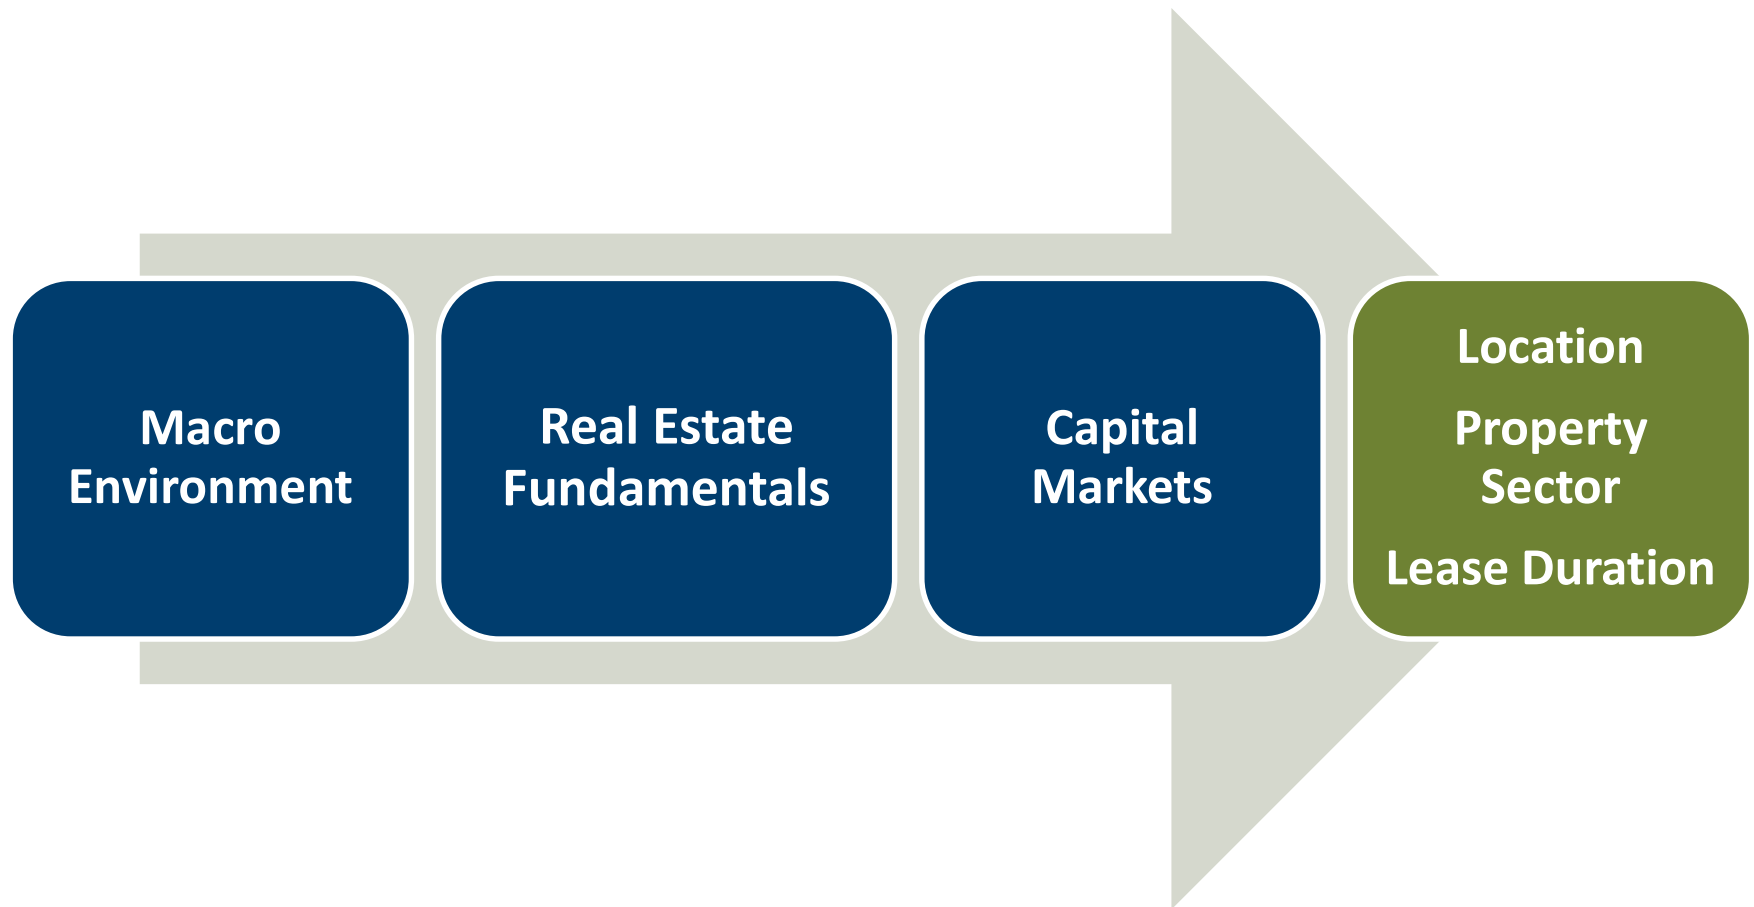 Macro
Environment
Real Estate
Fundamentals
Capital
Markets
Location
Property
Sector
Lease Duration